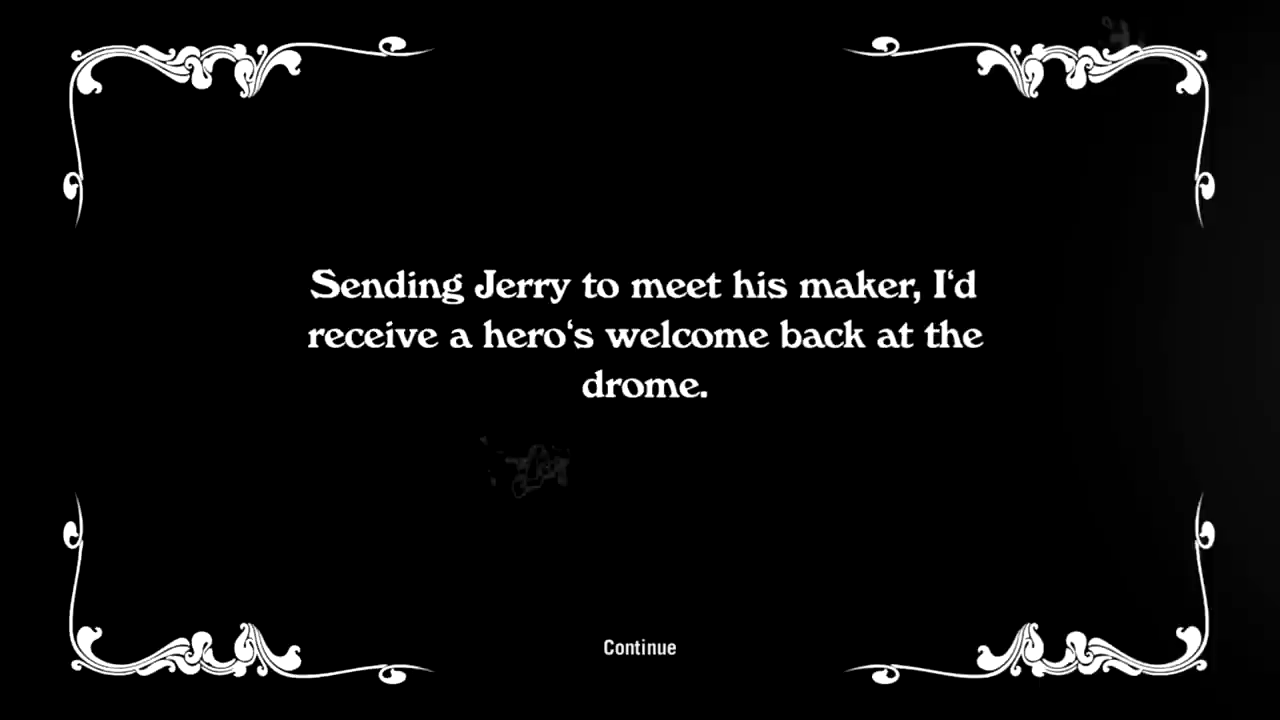 Sending Jerry to meet his maker, I‘d
receive a hero‘s welcome back at the
drome.
Continue